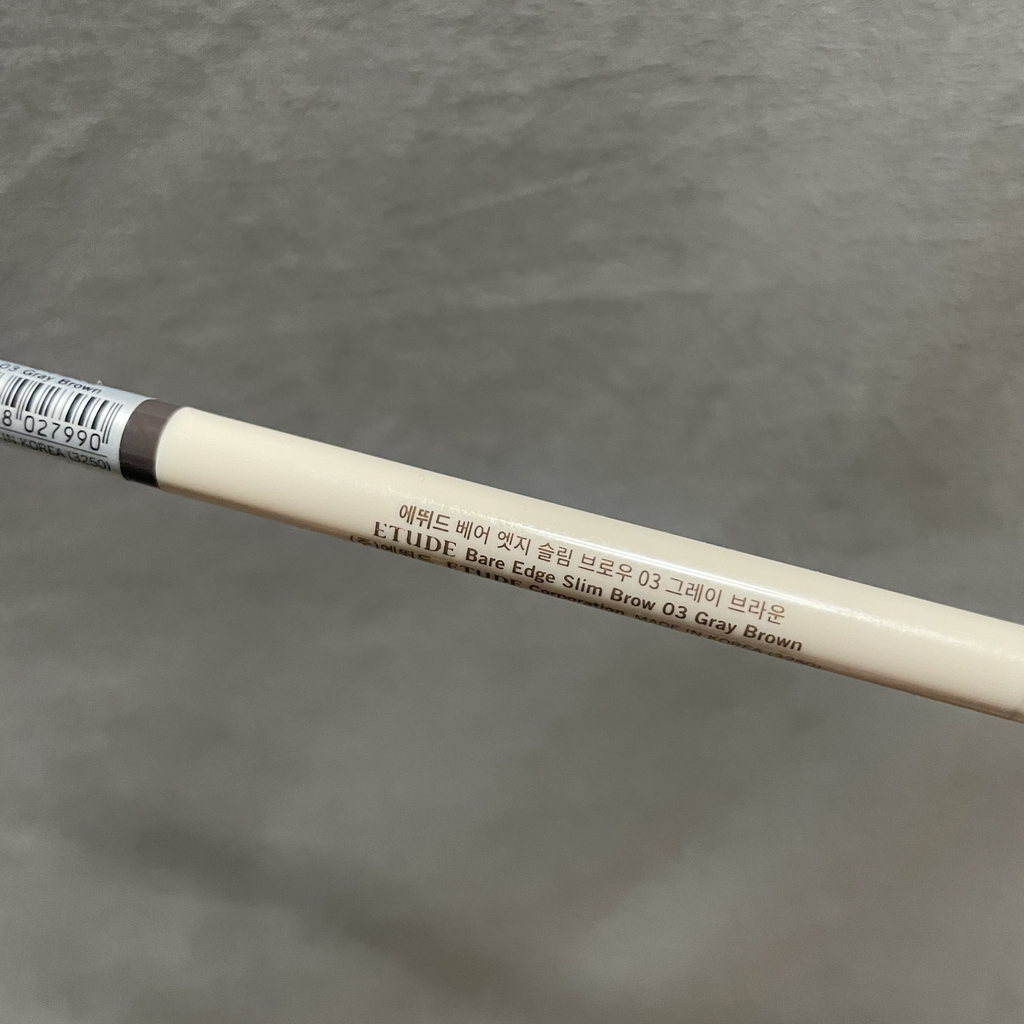 03 Gray Brown
8 027990
IN KOREA (3250)
에뛰드 베어 엣지 슬림 브로우 03 그레이 브라운
ETUDE Bare Edge Slim Brow 03 Gray Brown
(주)에뛰드 ETUDE Corporation MADE IN KOREA (3250)